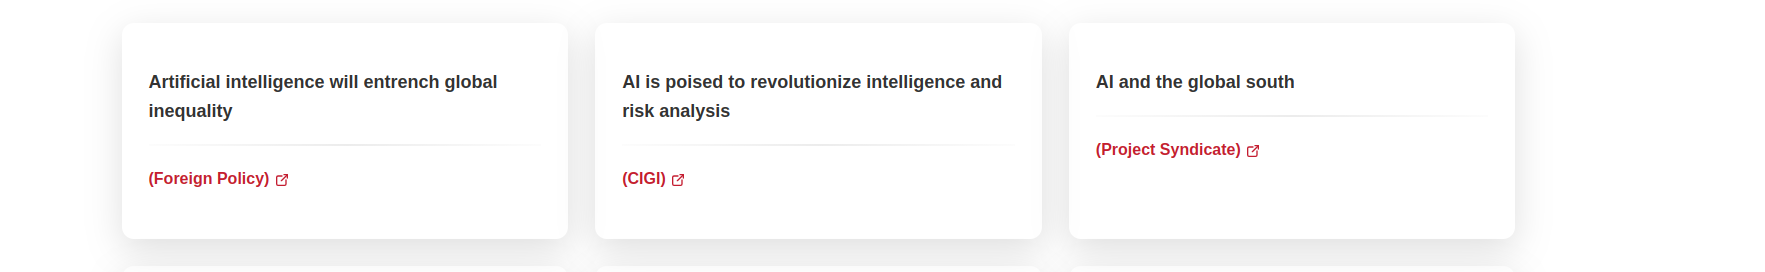 Artificial intelligence will entrench global
inequality
(Foreign Policy)
AI is poised to revolutionize intelligence and
risk analysis
(CIGI)
AI and the global south
(Project Syndicate)